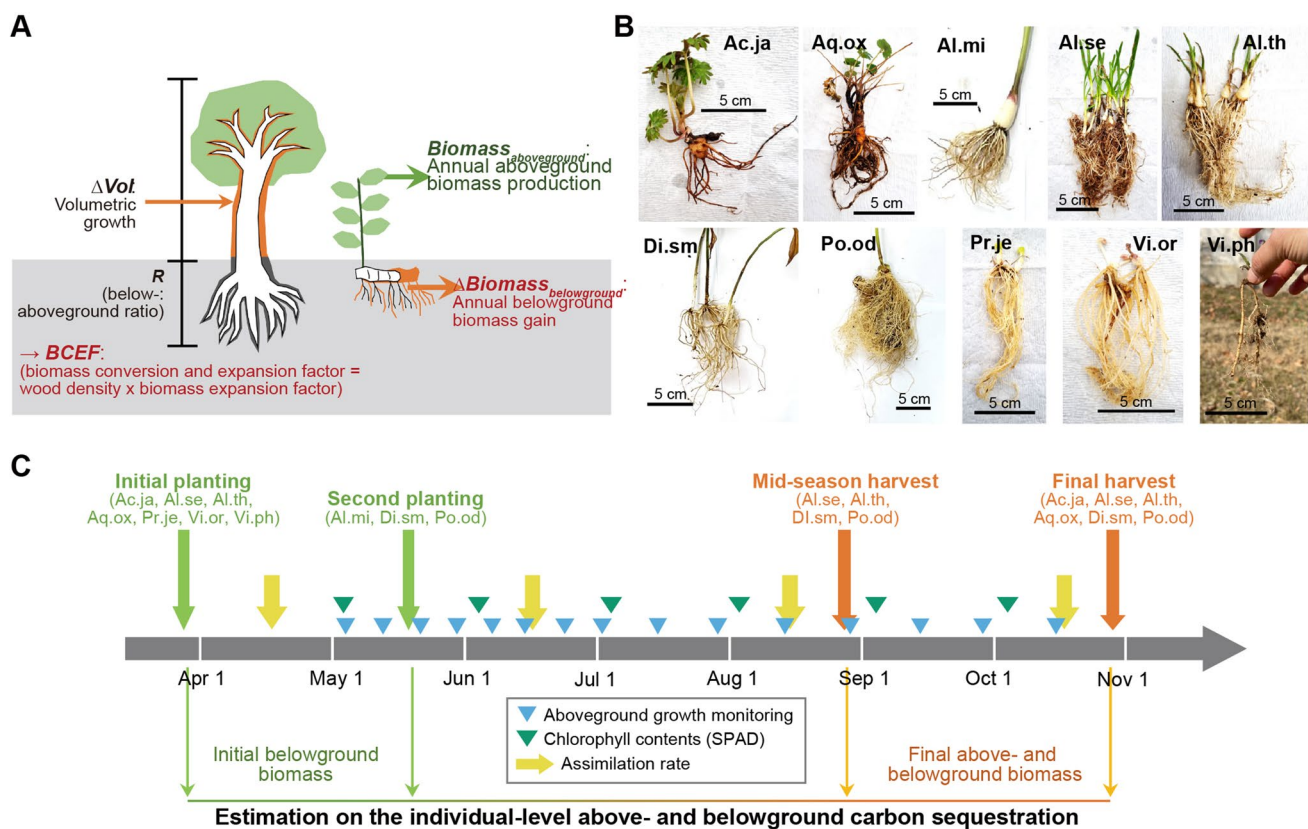 A
ΔVol:
Volumetric
growth
R
(below-:
aboveground ratio)
→ BCEF:
(biomass conversion and expansion factor =
wood density x biomass expansion factor)
Biomass aboveground:
Annual aboveground
biomass production
ΔBiomass belowground:
Annual belowground
biomass gain
B
Ac.ja
5 cm
Aq.ox
5 cm
Al.mi
5 cm
Al.se
5 cm
Al.th
5 cm
Di.sm
5 cm
Po.od
5 cm
Pr.je
5 cm
Vi.or
5 cm
Vi.ph
5 cm
C
Initial planting
(Ac.ja, Al.se, Al.th,
Aq.ox, Pr.je, Vi.or, Vi.ph)
Second planting
(Al.mi, Di.sm, Po.od)
Mid-season harvest
(Al.se, Al.th,
DI.sm, Po.od)
Final harvest
(Ac.ja, Al.se, Al.th,
Aq.ox, Di.sm, Po.od)
Apr 1
May 1
Jun 1
Jul 1
Aug 1
Sep 1
Oct 1
Nov 1
Aboveground growth monitoring
Chlorophyll contents (SPAD)
Assimilation rate
Initial belowground
biomass
Final above- and
belowground biomass
Estimation on the individual-level above- and belowground carbon sequestration